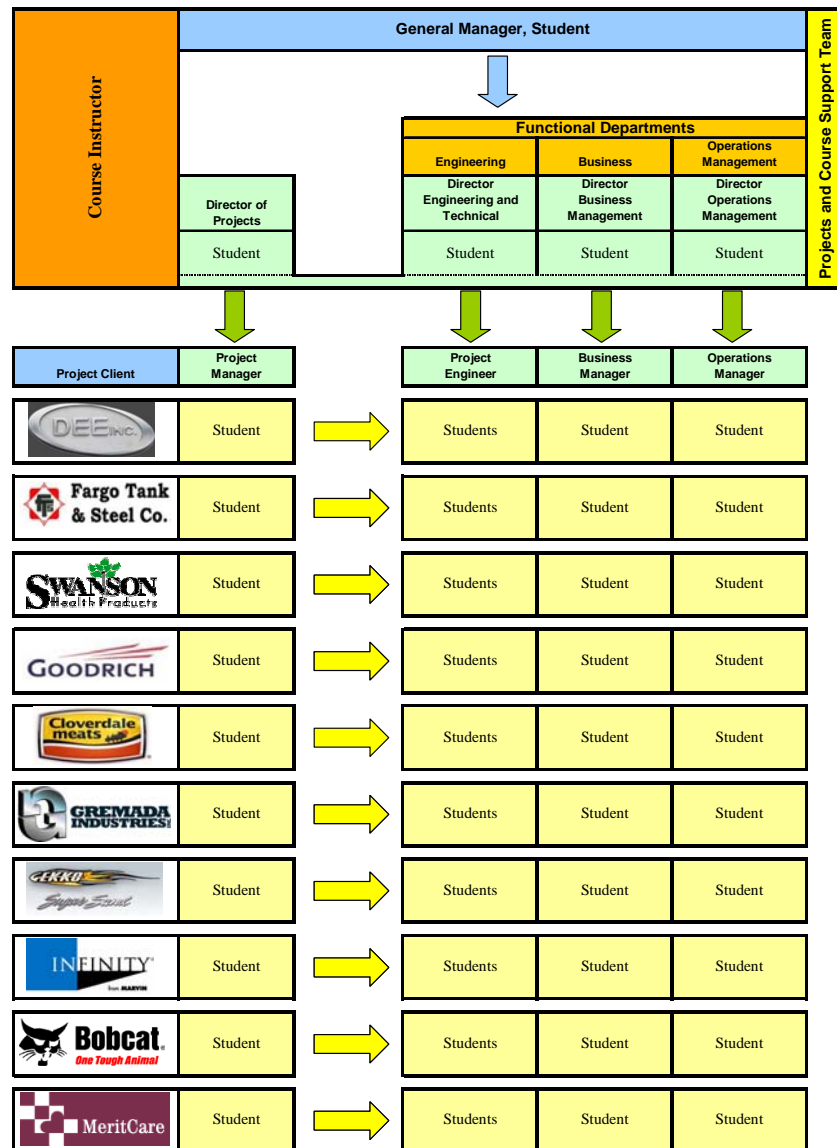 General Manager, Student
Course Instructor
Projects and Course Support Team
Functional Departments
Engineering
Business
Operations
Management
Director of
Projects
Director
Engineering and
Technical
Director
Business
Management
Director
Operations
Management
Student
Student
Student
Student
Project Client
Project
Manager
Project
Engineer
Business
Manager
Operations
Manager
DEE INC.
Student
Students
Student
Student
FTS
Fargo Tank
& Steel Co.
Student
Students
Student
Student
SWANSON
Health Products
Student
Students
Student
Student
GOODRICH
Student
Students
Student
Student
Cloverdale
meats
Student
Students
Student
Student
GREMADA
INDUSTRIES INC
Student
Students
Student
Student
GEKKO
Student
Students
Student
Student
INFINITY
from MARVIN
Student
Students
Student
Student
Bobcat.
One Tough Animal
Student
Students
Student
Student
MeritCare
Student
Students
Student
Student